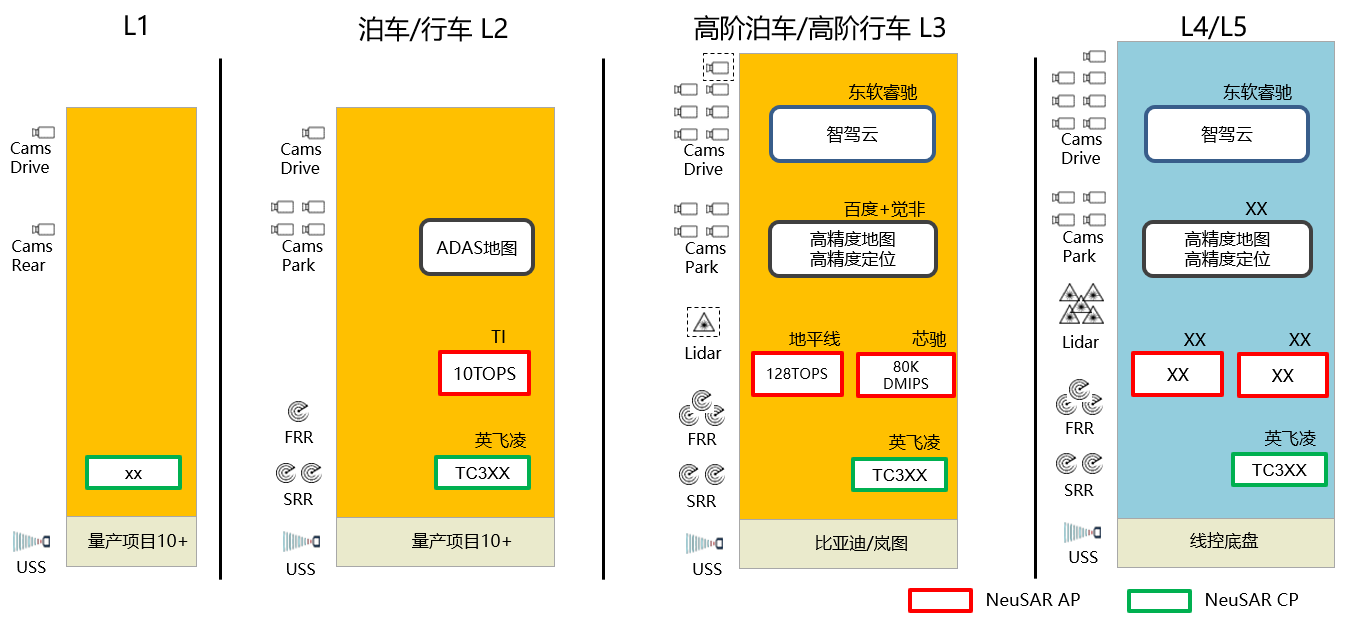 L1
泊车/行车 L2
高阶泊车/高阶行车 L3
L4/L5
Cams
Drive
Cams
Rear
xx
量产项目10+
USS
Cams
Drive
Cams
Park
ADAS地图
TI
10TOPS
FRR
英飞凌
TC3XX
SRR
量产项目10+
USS
东软睿驰
智驾云
Cams
Drive
百度+觉非
高精度地图
高精度定位
Cams
Park
Lidar
地平线
128TOPS
芯驰
80K
DMIPS
FRR
英飞凌
TC3XX
SRR
比亚迪/岚图
USS
东软睿驰
智驾云
Cams
Drive
XX
高精度地图
高精度定位
Cams
Park
Lidar
XX
XX
XX
XX
FRR
英飞凌
TC3XX
SRR
线控底盘
USS
NeuSAR AP
NeuSAR CP